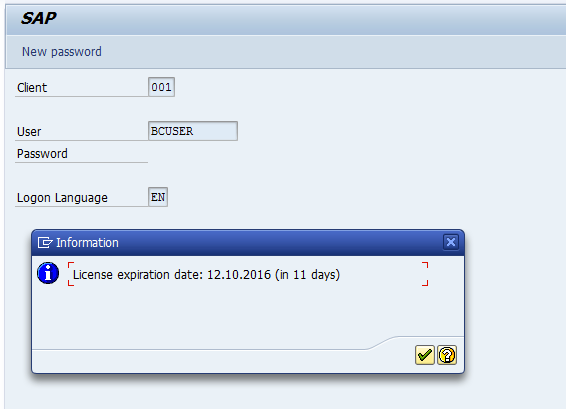 SAP
New password
Client 001
User BCUSER
Password
Logon Language EN
Information
License expiration date: 12.10.2016 (in 11 days)